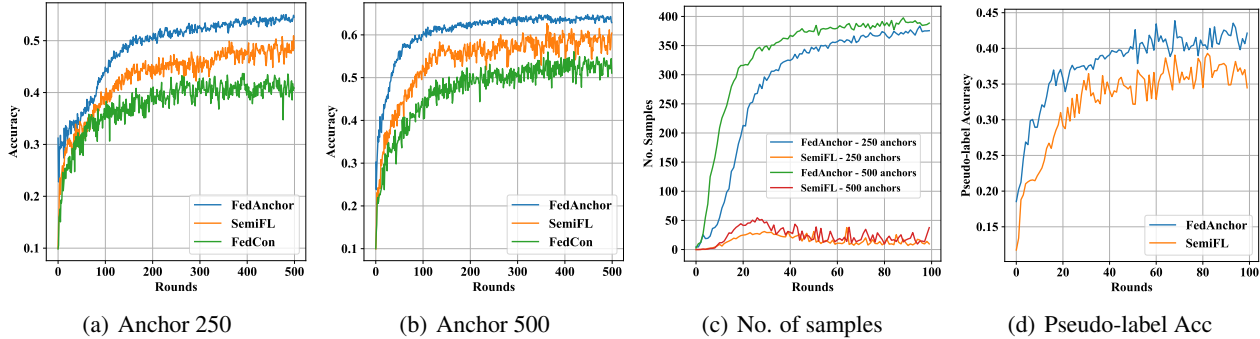 Accuracy
0.5
0.4
0.3
0.2
0.1
0
100
200
300
400
500
Rounds
FedAnchor
SemiFL
FedCon
(a) Anchor 250
Accuracy
0.6
0.5
0.4
0.3
0.2
0.1
0
100
200
300
400
500
Rounds
FedAnchor
SemiFL
FedCon
(b) Anchor 500
No. Samples
400
350
300
250
200
150
100
50
0
0
20
40
60
80
100
Rounds
FedAnchor - 250 anchors
SemiFL - 250 anchors
FedAnchor - 500 anchors
SemiFL - 500 anchors
(c) No. of samples
Pseudo-label Accuracy
0.45
0.40
0.35
0.30
0.25
0.20
0.15
0
20
40
60
80
100
Rounds
FedAnchor
SemiFL
(d) Pseudo-label Acc